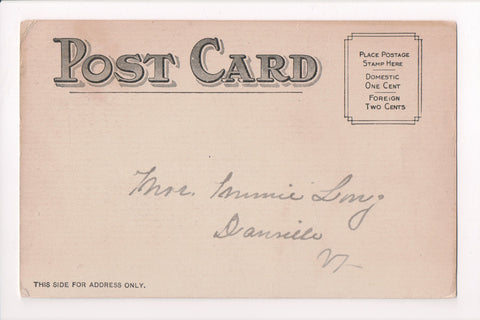 POST CARD
PLACE POSTAGE
STAMP HERE
DOMESTIC
ONE CENT
FOREIGN
TWO CENTS
Mrs. Long
Danville
Vt
THIS SIDE FOR ADDRESS ONLY.